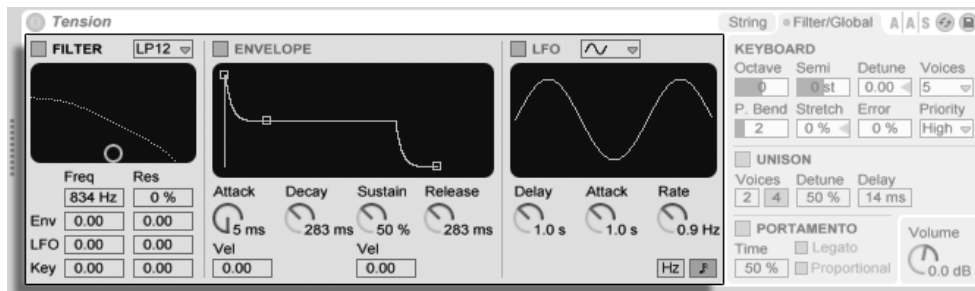 Tension
String Filter/Global A A S
FILTER LP12
ENVELOPE
LFO
Freq Res
834 Hz 0 %
Env 0.00 0.00
LFO 0.00 0.00
Key 0.00 0.00
Attack Decay Sustain Release
5 ms 283 ms 50 % 283 ms
Vel Vel
0.00 0.00
Delay Attack Rate
1.0 s 1.0 s 0.9 Hz
Hz
KEYBOARD
Octave Semi Detune Voices
0 0 st 0.00 5
P. Bend Stretch Error Priority
2 0 % 0 % High
UNISON
Voices Detune Delay
2 4 50 % 14 ms
PORTAMENTO
Time Legato
50 % Proportional
Volume
0.0 dB